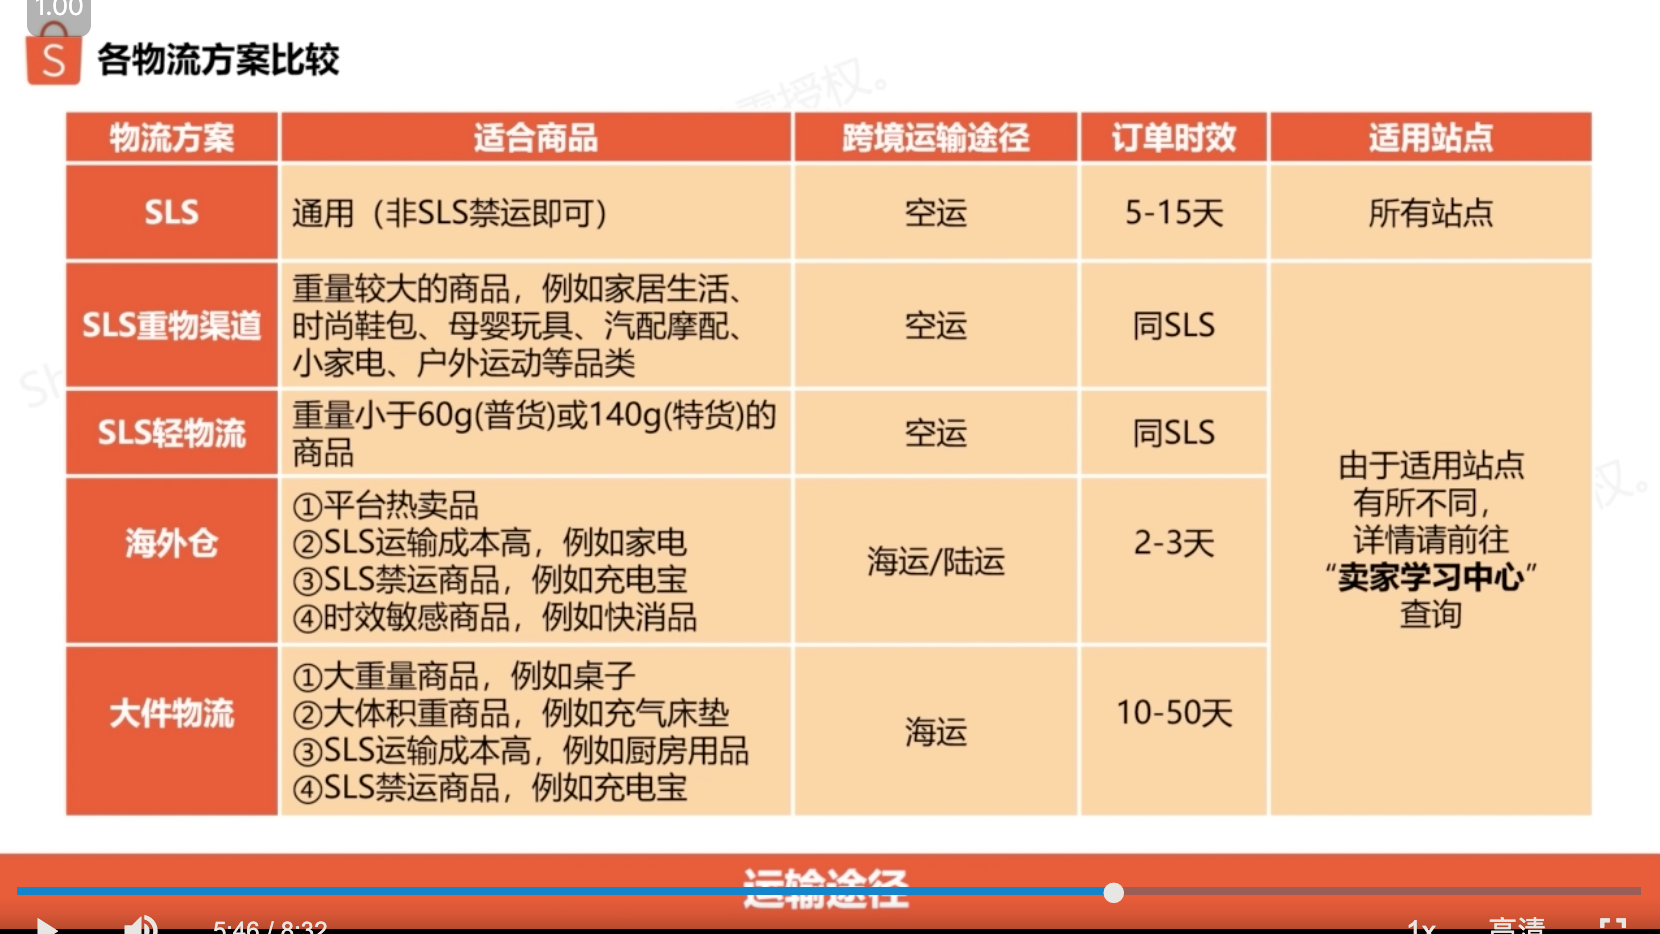 1.00
S
各物流方案比较
需授权。
物流方案
适合商品
跨境运输途径
订单时效
适用站点
SLS
通用（非SLS禁运即可）
空运
5-15天
所有站点
SLS重物渠道
重量较大的商品，例如家居生活、
时尚鞋包、母婴玩具、汽配摩配、
小家电、户外运动等品类
空运
同SLS
SLS轻物流
重量小于60g(普货)或140g(特货)的
商品
空运
同SLS
海外仓
①平台热卖品
②SLS运输成本高，例如家电
③SLS禁运商品，例如充电宝
④时效敏感商品，例如快消品
海运/陆运
2-3天
大件物流
①大重量商品，例如桌子
②大体积重商品，例如充气床垫
③SLS运输成本高，例如厨房用品
④SLS禁运商品，例如充电宝
海运
10-50天
由于适用站点
有所不同，
详情请前往
“卖家学习中心”
查询
Sh
权。
运输途径
5:46 / 8:32
1x
高清